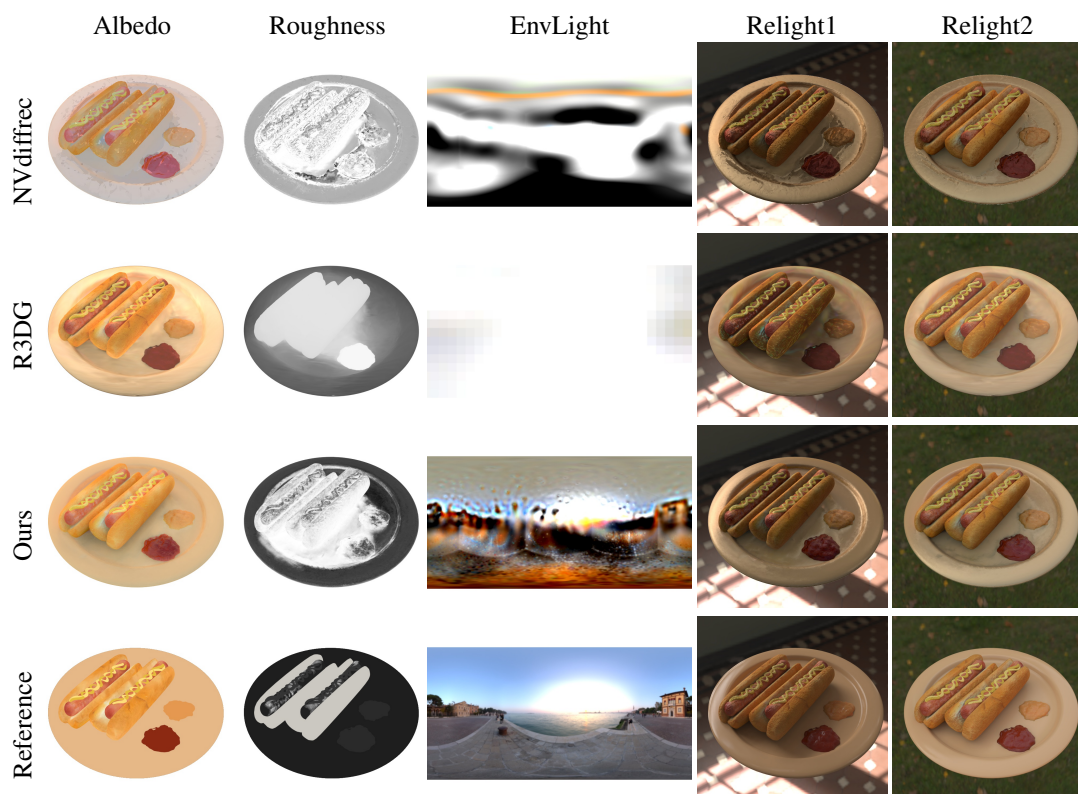 Albedo Roughness EnvLight Relight1 Relight2
NVdiffrec
R3DG
Ours
Reference